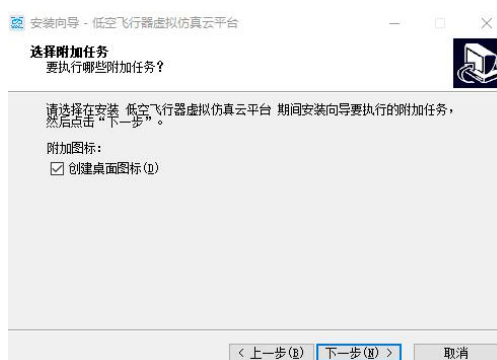 安装向导 - 低空飞行器虚拟仿真云平台
选择附加任务
要执行哪些附加任务？
请选择在安装 低空飞行器虚拟仿真云平台 期间安装向导要执行的附加任务，
然后点击“下一步”。
附加图标：
创建桌面图标(D)
< 上一步(B) 下一步(N) > 取消